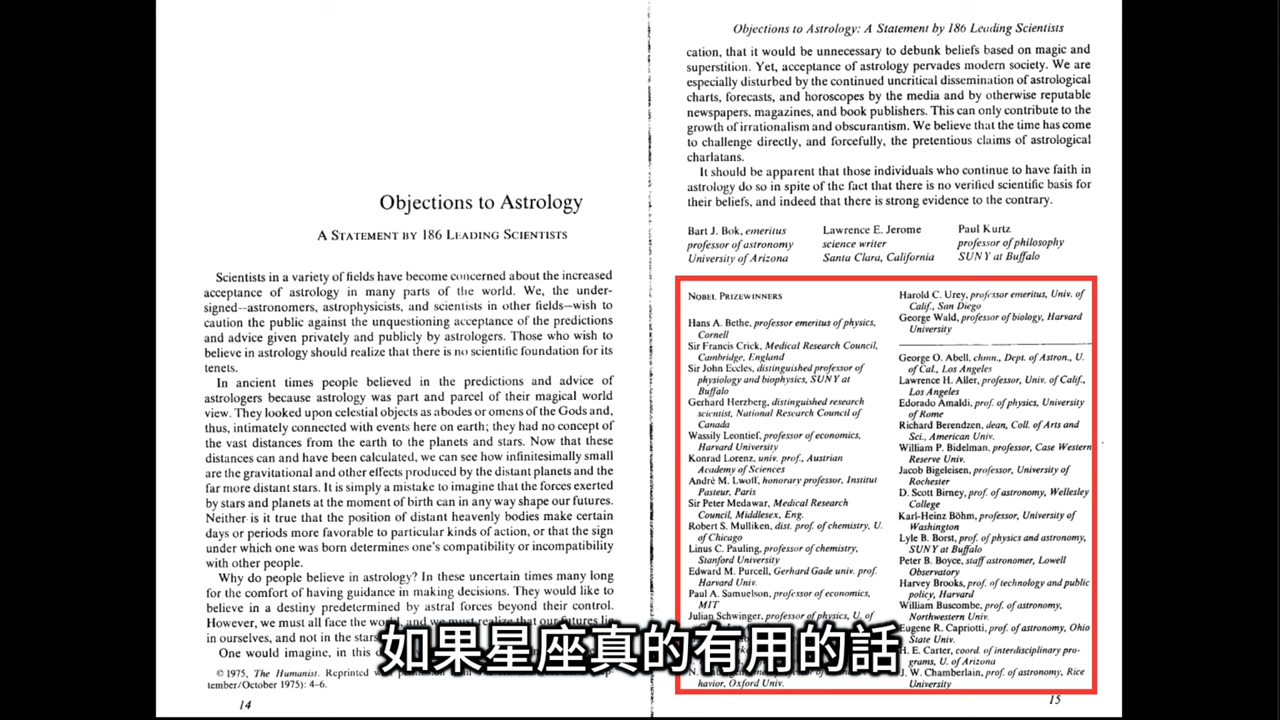 Objections to Astrology
A STATEMENT BY 186 LEADING SCIENTISTS
Scientists in a variety of fields have become concerned about the increased
acceptance of astrology in many parts of the world. We, the under-
signed—astronomers, astrophysicists, and scientists in other fields—wish to
caution the public against the unquestioning acceptance of the predictions
and advice given privately and publicly by astrologers. Those who wish to
believe in astrology should realize that there is no scientific foundation for its
tenets.
In ancient times people believed in the predictions and advice of
astrologers because astrology was part and parcel of their magical world
view. They looked upon celestial objects as abodes or omens of the Gods and,
thus, intimately connected with events here on earth; they had no concept of
the vast distances from the earth to the planets and stars. Now that these
distances can and have been calculated, we can see how infinitesimally small
are the gravitational and other effects produced by the distant planets and the
far more distant stars. It is simply a mistake to imagine that the forces exerted
by stars and planets at the moment of birth can in any way shape our futures.
Neither is it true that the position of distant heavenly bodies make certain
days or periods more favorable to particular kinds of action, or that the sign
under which one was born determines one's compatibility or incompatibility
with other people.
Why do people believe in astrology? In these uncertain times many long
for the comfort of having guidance in making decisions. They would like to
believe in a destiny predetermined by astral forces beyond their control.
However, we must all face the world, and we must realize that our futures lie
in ourselves, and not in the stars
One would imagine, in this
© 1975, The Humanist. Reprinted
tember/October 1975): 4-6.
14
Objections to Astrology: A Statement by 186 Leading Scientists
cation, that it would be unnecessary to debunk beliefs based on magic and
superstition. Yet, acceptance of astrology pervades modern society. We are
especially disturbed by the continued uncritical dissemination of astrological
charts, forecasts, and horoscopes by the media and by otherwise reputable
newspapers, magazines, and book publishers. This can only contribute to the
growth of irrationalism and obscurantism. We believe that the time has come
to challenge directly, and forcefully, the pretentious claims of astrological
charlatans.
It should be apparent that those individuals who continue to have faith in
astrology do so in spite of the fact that there is no verified scientific basis for
their beliefs, and indeed that there is strong evidence to the contrary.
Bart J. Bok, emeritus
professor of astronomy
University of Arizona
Lawrence E. Jerome
science writer
Santa Clara, California
Paul Kurtz
professor of philosophy
SUNY at Buffalo
NOBEL PRIZEWINNERS
Hans A. Bethe, professor emeritus of physics,
Cornell
Sir Francis Crick, Medical Research Council,
Cambridge, England
Sir John Eccles, distinguished professor of
physiology and biophysics, SUNY at
Buffalo
Gerhard Herzberg, distinguished research
scientist, National Research Council of
Canada
Wassily Leontief, professor of economics,
Harvard University
Konrad Lorenz, univ. prof., Austrian
Academy of Sciences
André M. Lwoff, honorary professor, Institut
Pasteur, Paris
Sir Peter Medawar, Medical Research
Council, Middlesex, Eng.
Robert S. Mulliken, dist. prof. of chemistry, U.
of Chicago
Linus C. Pauling, professor of chemistry,
Stanford University
Edward M. Purcell, Gerhard Gade univ. prof.
Harvard Univ.
Paul A. Samuelson, professor of economics,
MIT
Julian Schwinger, professor of physics, U. of
N.
havior, Oxford Univ.
Harold C. Urey, professor emeritus, Univ. of
Calif., San Diego
George Wald, professor of biology, Harvard
University
George O. Abell, chmn., Dept. of Astron., U.
of Cal., Los Angeles
Lawrence H. Aller, professor, Univ. of Calif.,
Los Angeles
Edorado Amaldi, prof. of physics, University
of Rome
Richard Berendzen, dean, Coll. of Arts and
Sci., American Univ.
William P. Bidelman, professor, Case Western
Reserve Univ.
Jacob Bigeleisen, professor, University of
Rochester
D. Scott Birney, prof. of astronomy, Wellesley
College
Karl-Heinz Böhm, professor, University of
Washington
Lyle B. Borst, prof. of physics and astronomy,
SUNY at Buffalo
Peter B. Boyce, staff astronomer, Lowell
Observatory
Harvey Brooks, prof. of technology and public
policy, Harvard
William Buscombe, prof. of astronomy,
Northwestern Univ.
Eugene R. Capriotti, prof. of astronomy, Ohio
State Univ.
H. E. Carter, coord. of interdisciplinary pro-
grams, U. of Arizona
J. W. Chamberlain, prof. of astronomy, Rice
University
15
如果星座真的有用的話